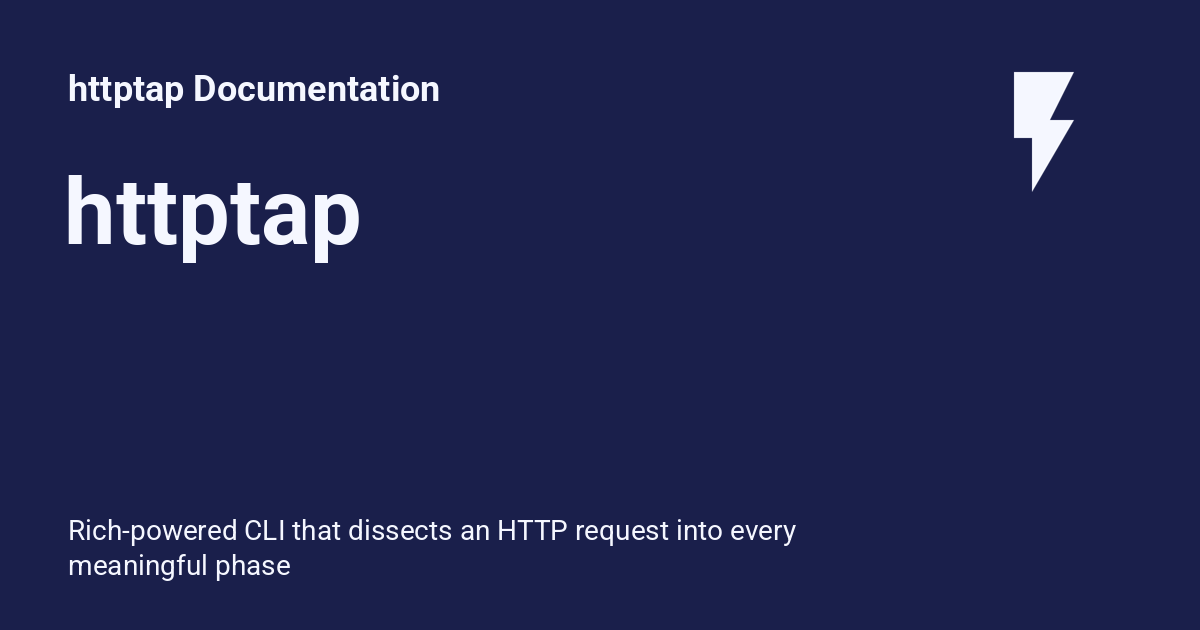 httptap Documentation
httptap
Rich-powered CLI that dissects an HTTP request into every
meaningful phase